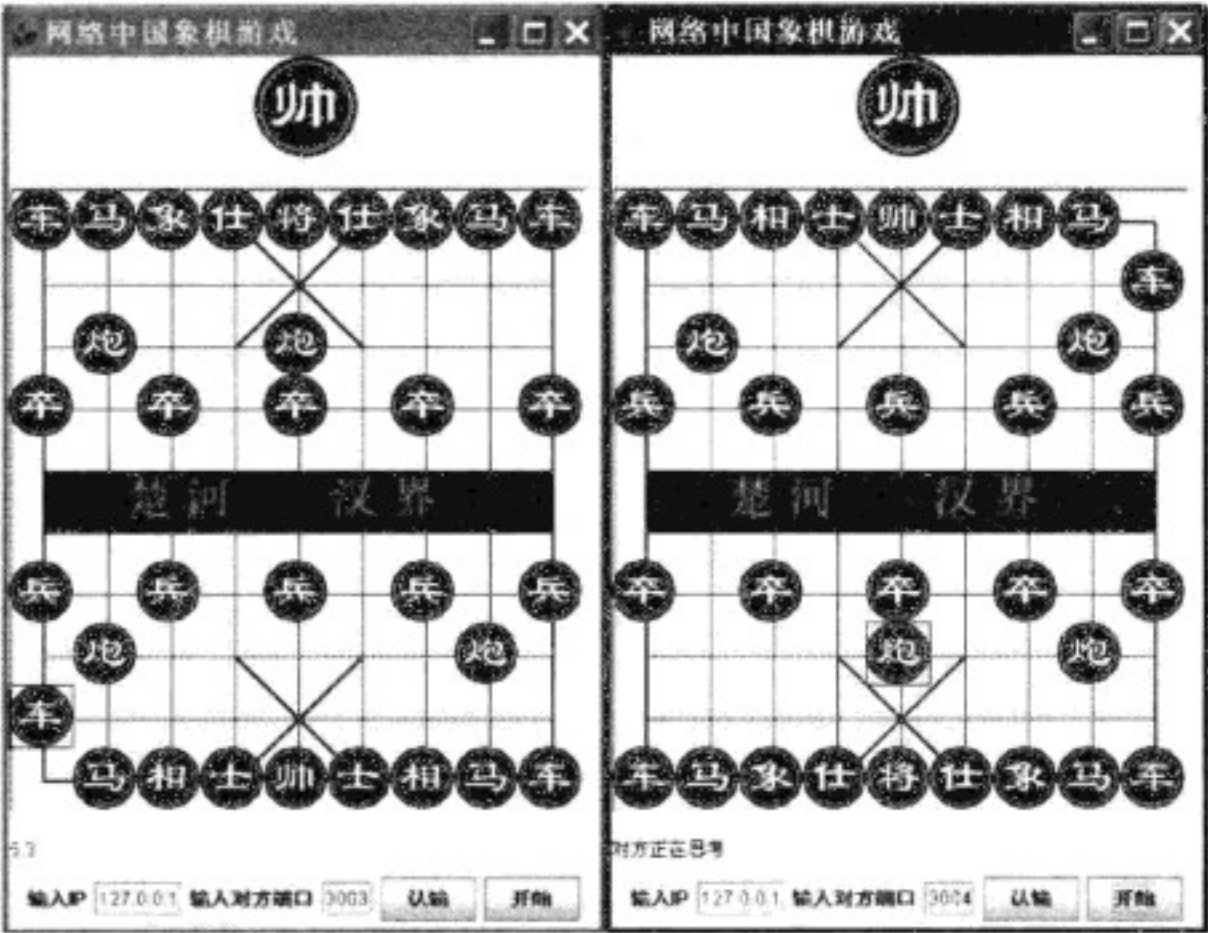 网络中国象棋游戏
帅
车马象仕将仕象马车
炮 炮
卒 卒 卒 卒 卒
楚河 汉界
兵 兵 兵 兵 兵
炮 炮
车
马相士帅士相马车
输入IP 127.0.0.1 输入对方端口 3003 认输 开始
网络中国象棋游戏
帅
车马相士帅士相马
车
炮 炮
兵 兵 兵 兵 兵
楚河 汉界
卒 卒 卒 卒 卒
炮 炮
车马象仕将仕象马车
对方正在思考
输入IP 127.0.0.1 输入对方端口 3004 认输 开始